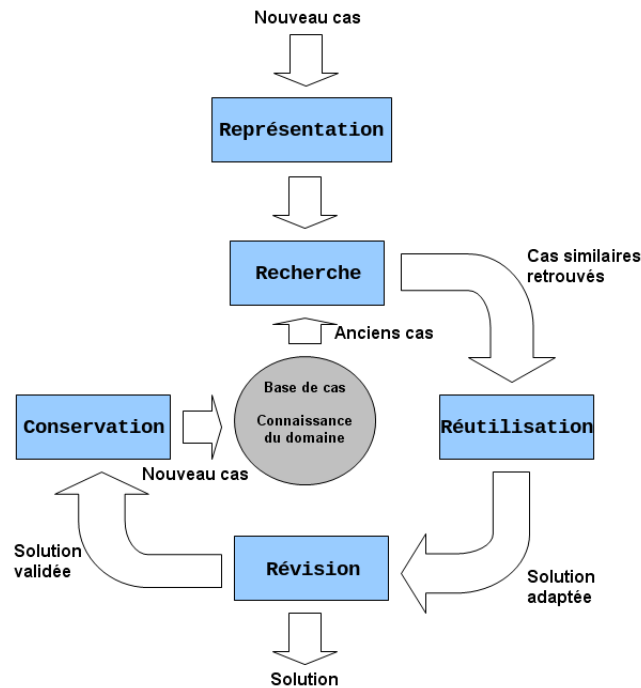 Nouveau cas
Représentation
Recherche
Cas similaires
retrouvés
Anciens cas
Base de cas
Connaissance
du domaine
Conservation
Réutilisation
Nouveau cas
Solution
validée
Révision
Solution
adaptée
Solution